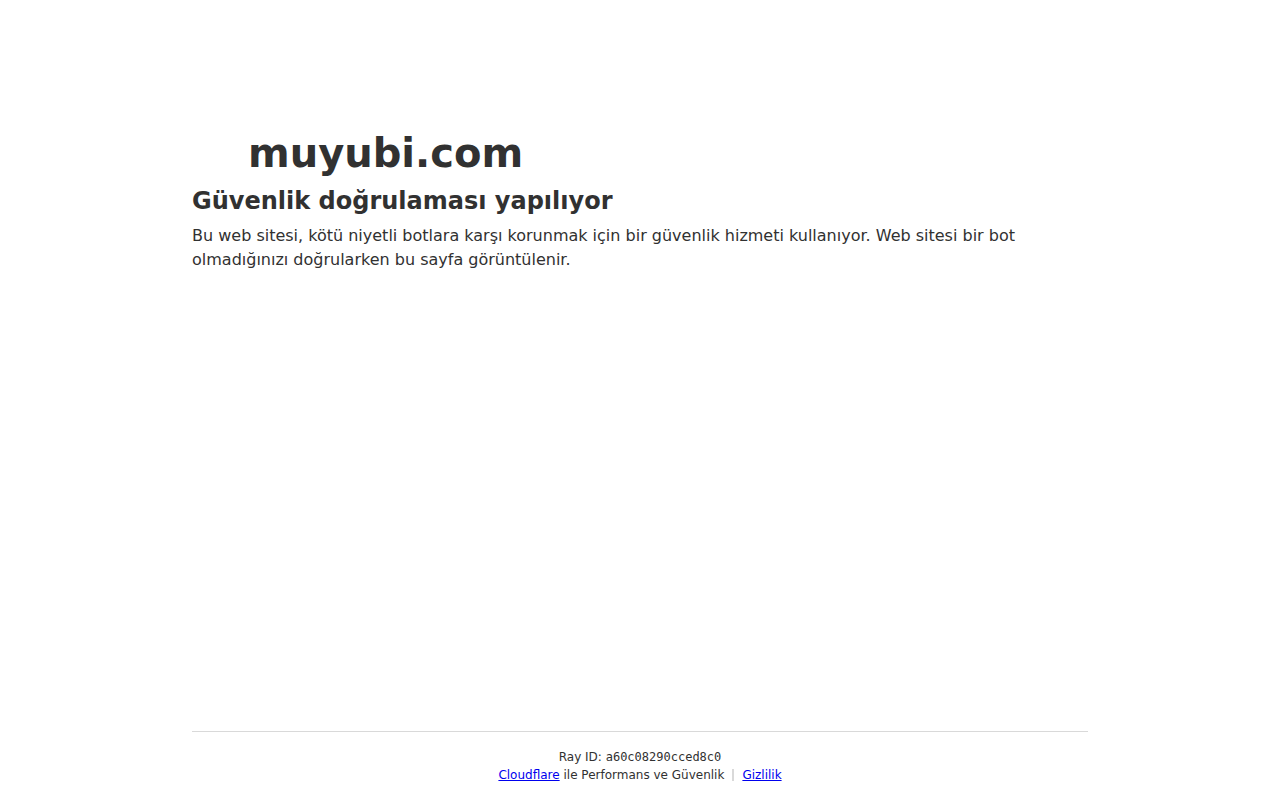 muyubi.com
Güvenlik doğrulaması yapılıyor
Bu web sitesi, kötü niyetli botlara karşı korunmak için bir güvenlik hizmeti kullanıyor. Web sitesi bir bot
olmadığınızı doğrularken bu sayfa görüntülenir.
Ray ID: a60c08290cced8c0
Cloudflare ile Performans ve Güvenlik | Gizlilik